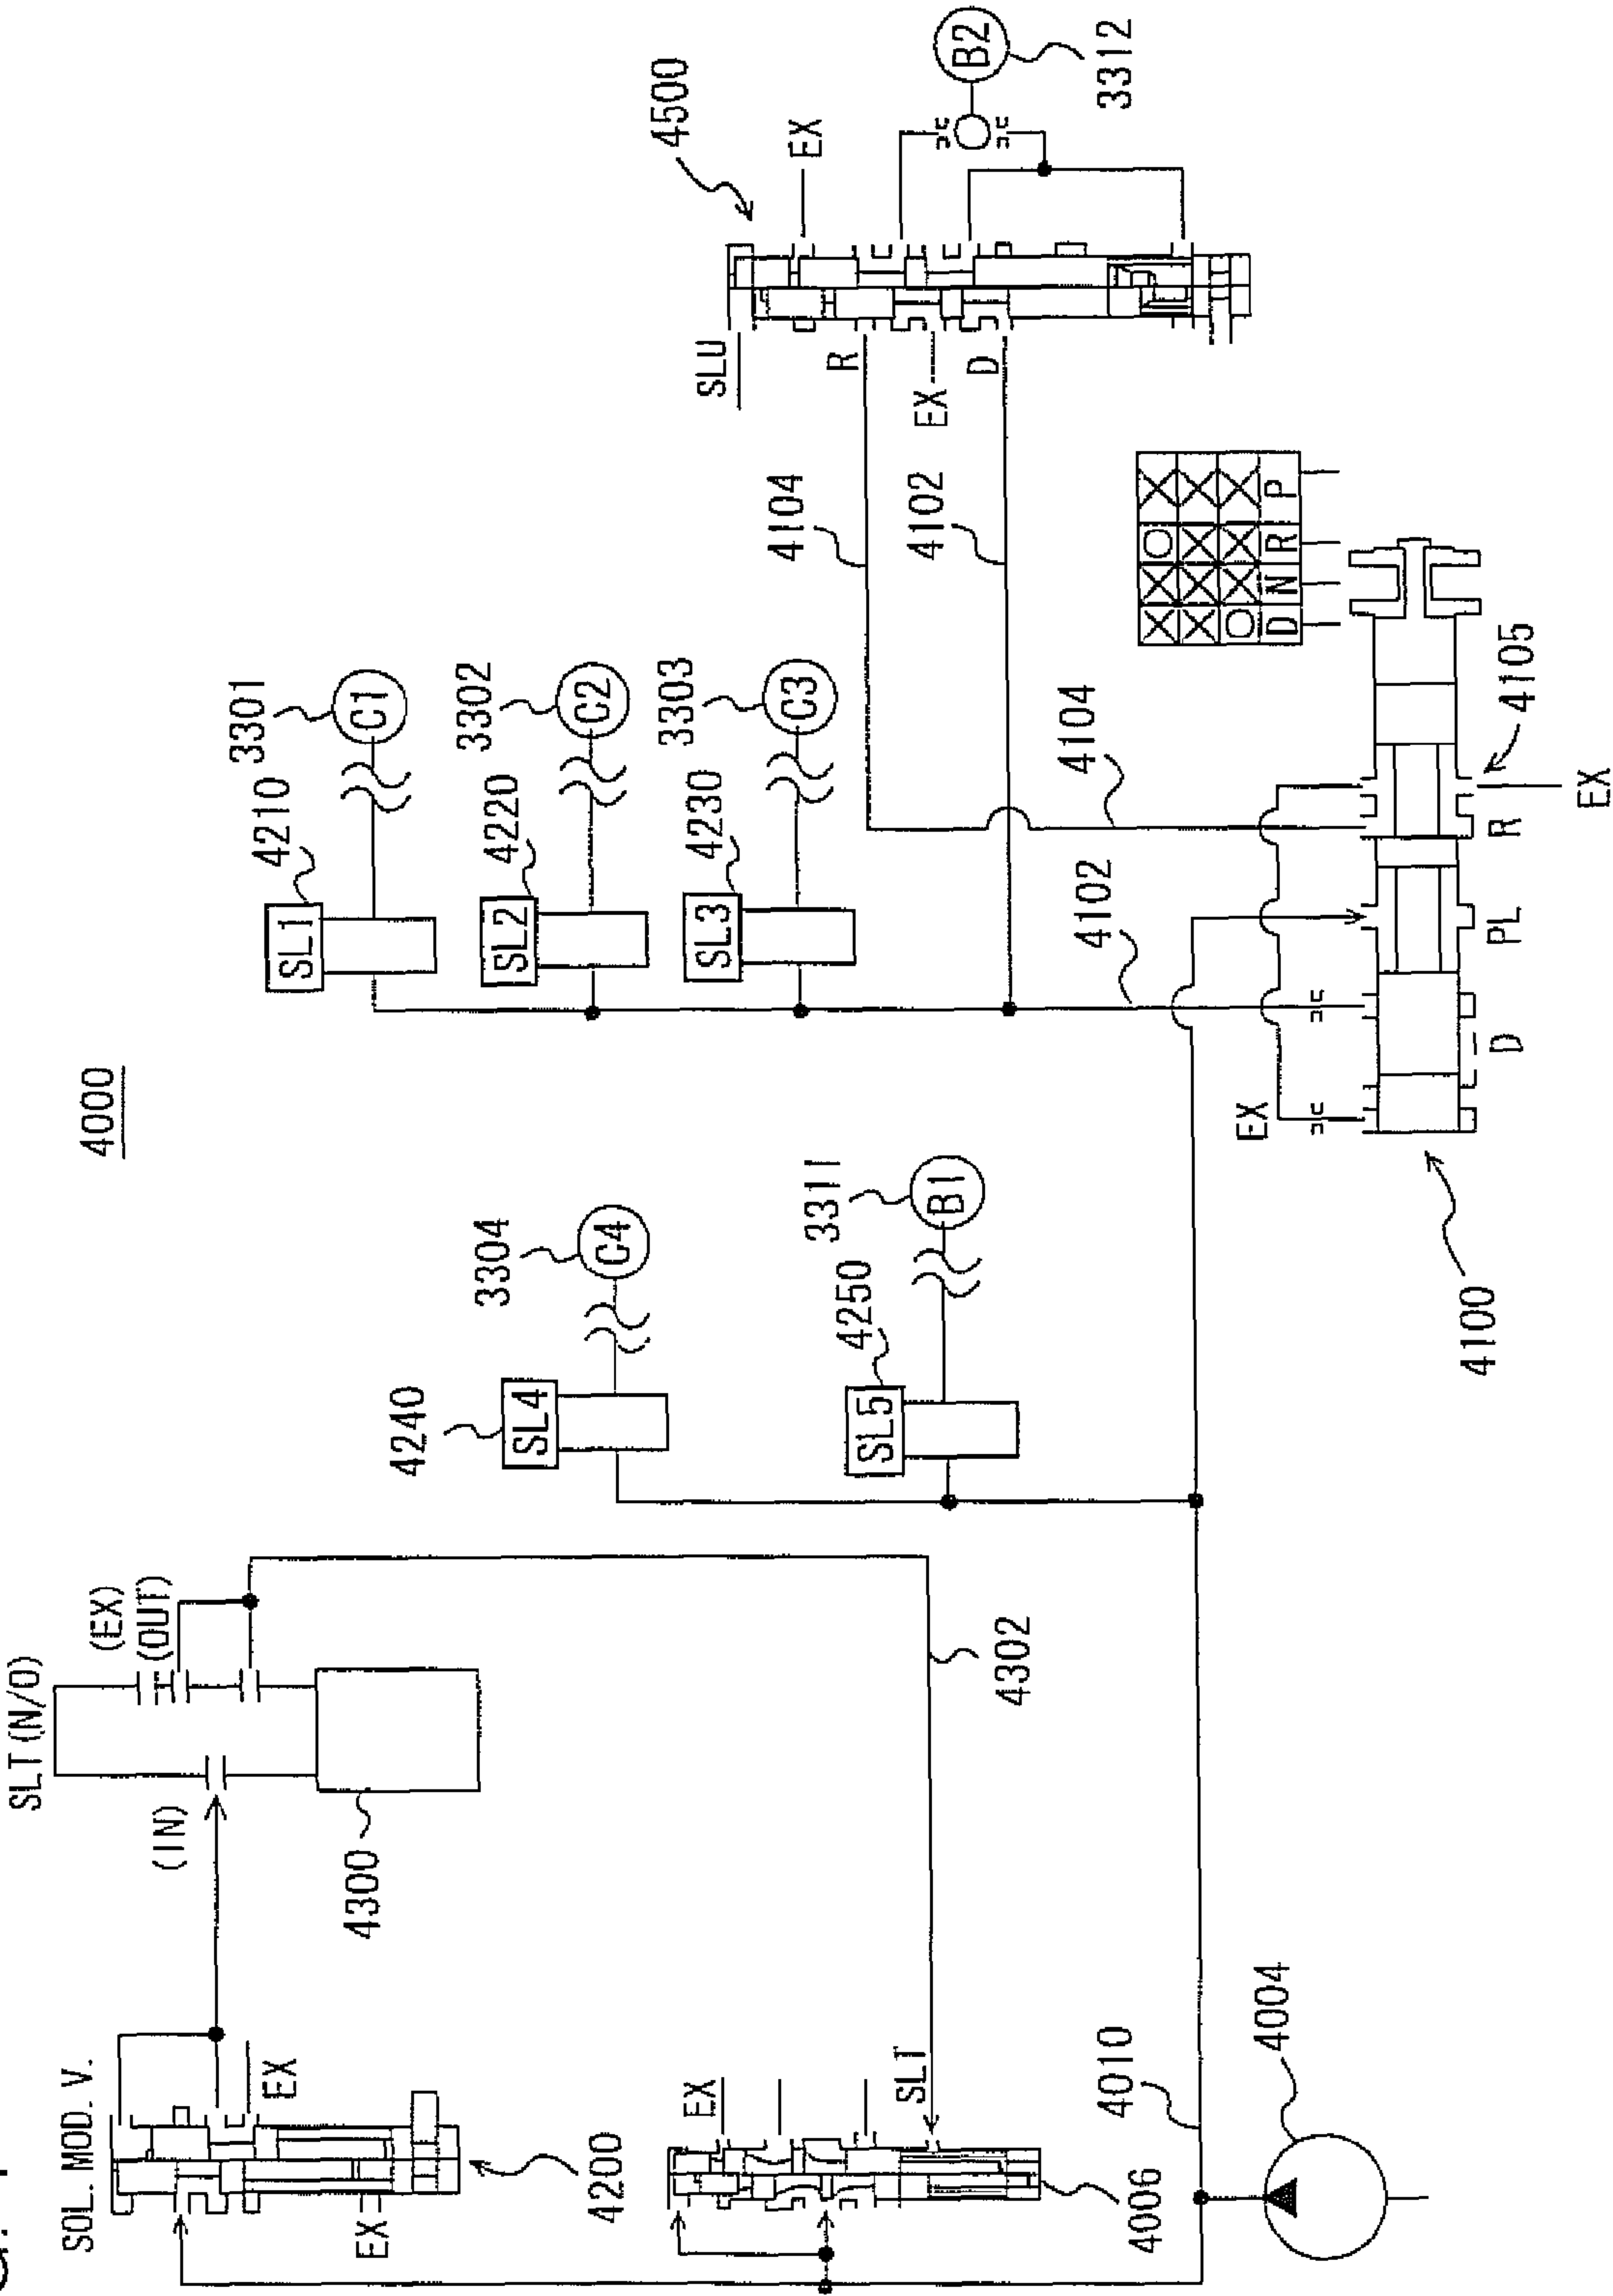 4000
SOL. MOD. V.
EX
EX
4200
SLT(N/O)
(IN)
(EX)
(OUT)
4300
4302
EX
SLT
4006
4010
4004
4240
SL4
3304
C4
4250
SL5
3311
B1
4210
SL1
3301
C1
4220
SL2
3302
C2
4230
SL3
3303
C3
4104
4102
4104
4102
4500
SLU
EX
R
EX
D
B2
3312
D N R P
EX
D
PL
R
EX
4105
4100